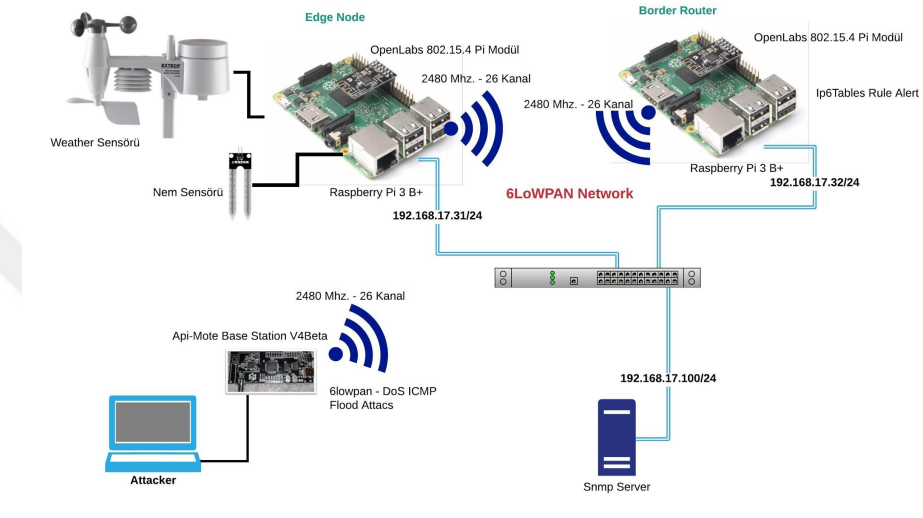 Border Router
Edge Node
OpenLabs 802.15.4 Pi Modül
OpenLabs 802.15.4 Pi Modül
2480 Mhz. - 26 Kanal
2480 Mhz. - 26 Kanal
Ip6Tables Rule Alert
EXTECH
Weather Sensörü
Nem Sensörü
Raspberry Pi 3 B+
Raspberry Pi 3 B+
192.168.17.32/24
6LoWPAN Network
192.168.17.31/24
2480 Mhz. - 26 Kanal
Api-Mote Base Station V4Beta
6lowpan - DoS ICMP
Flood Attacs
192.168.17.100/24
Attacker
Snmp Server